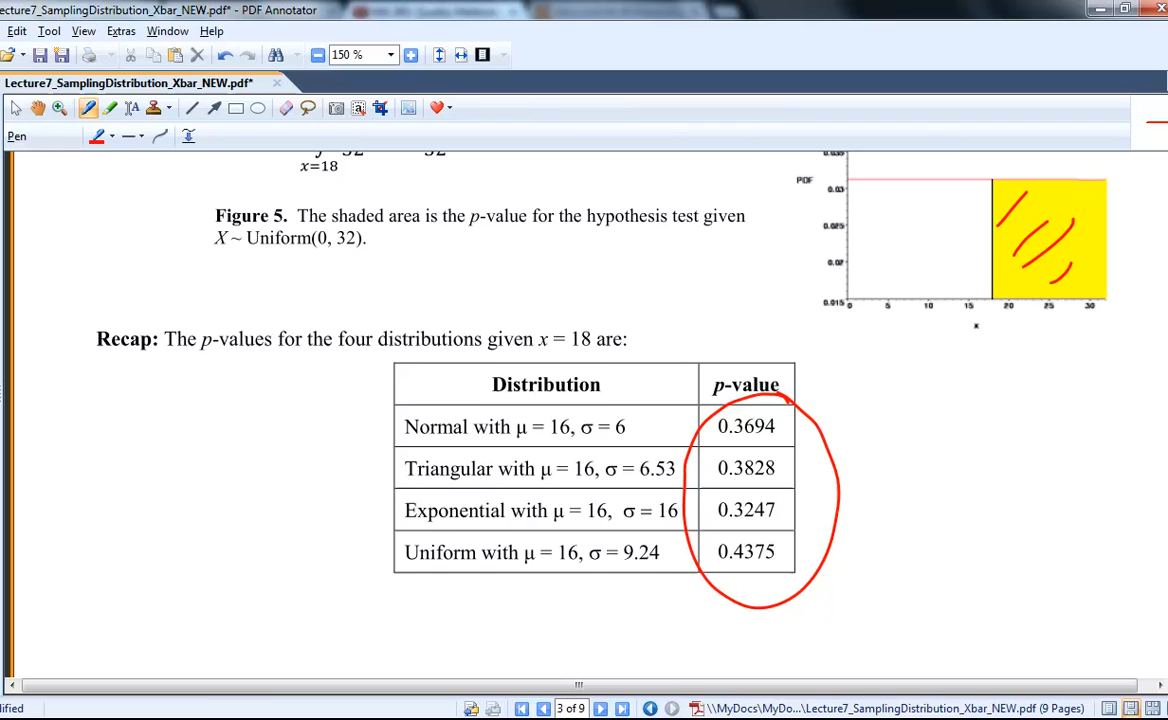 ecture7_SamplingDistribution_Xbar_NEW.pdf* - PDF Annotator
Edit Tool View Extras Window Help
150 %
Lecture7_SamplingDistribution_Xbar_NEW.pdf*
Pen
x=18
Figure 5. The shaded area is the p-value for the hypothesis test given
X ~ Uniform(0, 32).
PDF
0.03
0.025
0.02
0.015
0 5 10 15 20 25 30
x
Recap: The p-values for the four distributions given x = 18 are:
Distribution p-value
Normal with μ = 16, σ = 6 0.3694
Triangular with μ = 16, σ = 6.53 0.3828
Exponential with μ = 16, σ = 16 0.3247
Uniform with μ = 16, σ = 9.24 0.4375
ified 3 of 9 \\MyDocs\MyDo...\Lecture7_SamplingDistribution_Xbar_NEW.pdf (9 Pages)